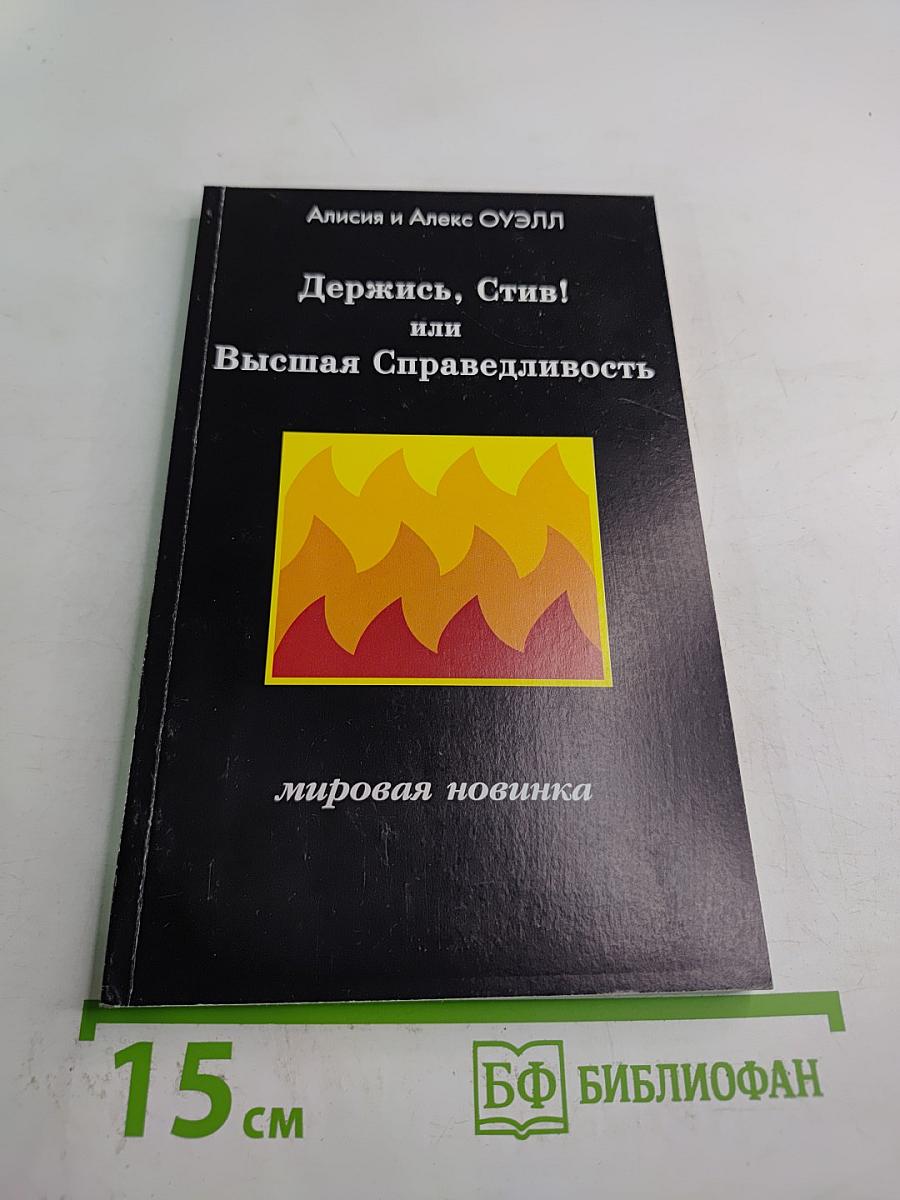 Алисия и Алекс ОУЭЛЛ
Держись, Стив!
или
Высшая Справедливость
мировая новинка
15 см
БФ БИБЛИОФАН